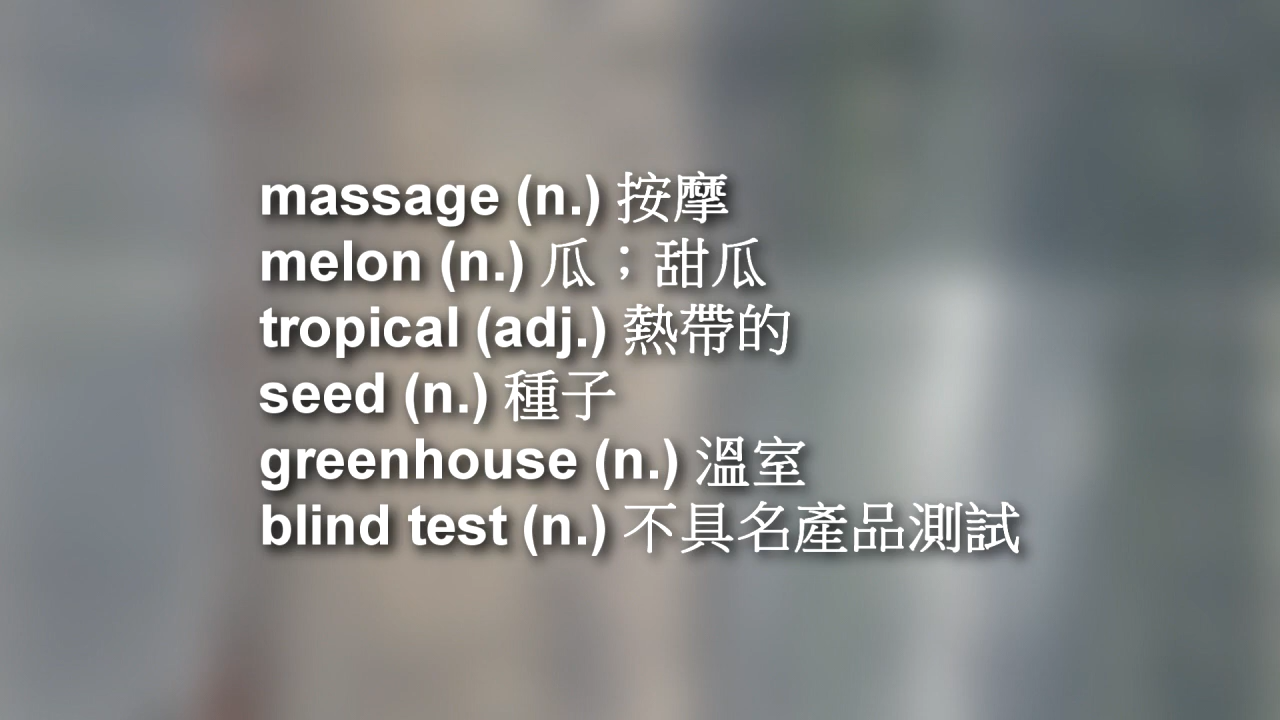 massage (n.) 按摩
melon (n.) 瓜；甜瓜
tropical (adj.) 熱帶的
seed (n.) 種子
greenhouse (n.) 溫室
blind test (n.) 不具名產品測試